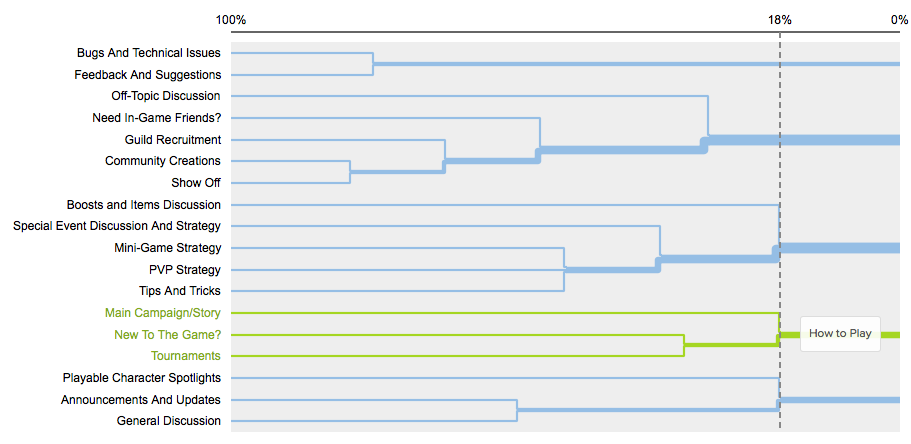 100%
18%
0%
Bugs And Technical Issues
Feedback And Suggestions
Off-Topic Discussion
Need In-Game Friends?
Guild Recruitment
Community Creations
Show Off
Boosts and Items Discussion
Special Event Discussion And Strategy
Mini-Game Strategy
PVP Strategy
Tips And Tricks
Main Campaign/Story
New To The Game?
How to Play
Tournaments
Playable Character Spotlights
Announcements And Updates
General Discussion